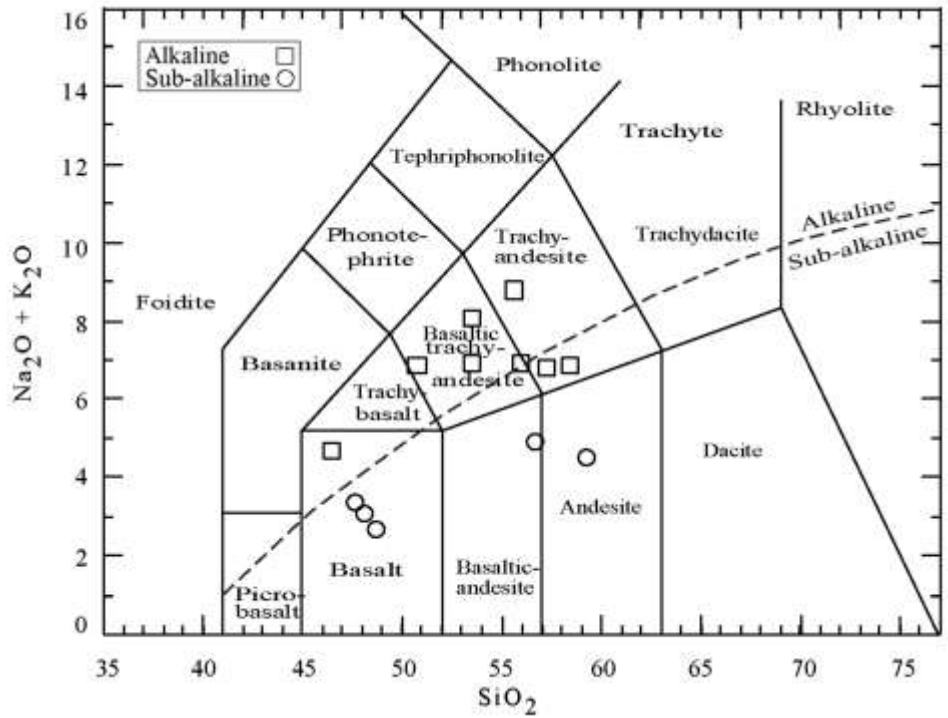 16
14
12
10
8
6
4
2
0
Na2O + K2O
Alkaline
Sub-alkaline
Phonolite
Rhyolite
Trachyte
Tephriphonolite
Phonote-
phrite
Trachy-
andesite
Trachydacite
Alkaline
Sub-alkaline
Foidite
Basanite
Basaltic
trachy-
andesite
Trachy-
basalt
Dacite
Andesite
Basalt
Basaltic-
andesite
Picro-
basalt
35
40
45
50
55
60
65
70
75
SiO2